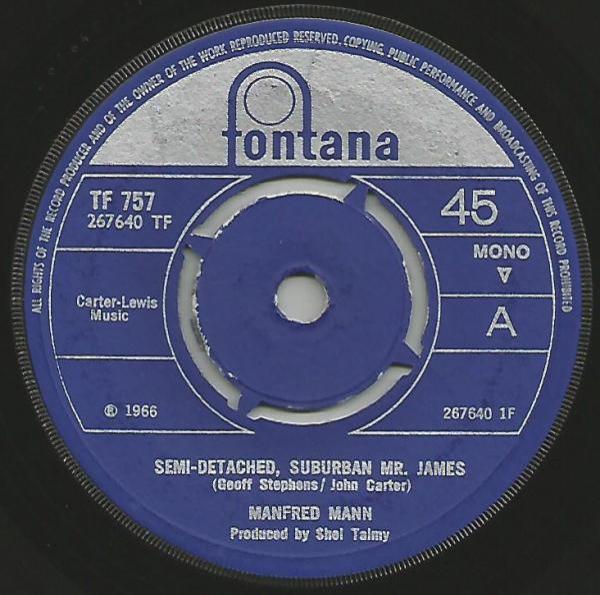 ALL RIGHTS OF THE RECORD PRODUCER AND OF THE OWNER OF THE WORK REPRODUCED RESERVED. COPYING, PUBLIC PERFORMANCE AND BROADCASTING OF THIS RECORD PROHIBITED
fontana
TF 757
267640 TF
45
MONO
Carter-Lewis
Music
A
℗ 1966
267640 1F
SEMI-DETACHED, SUBURBAN MR. JAMES
(Geoff Stephens/ John Carter)
MANFRED MANN
Produced by Shel Talmy